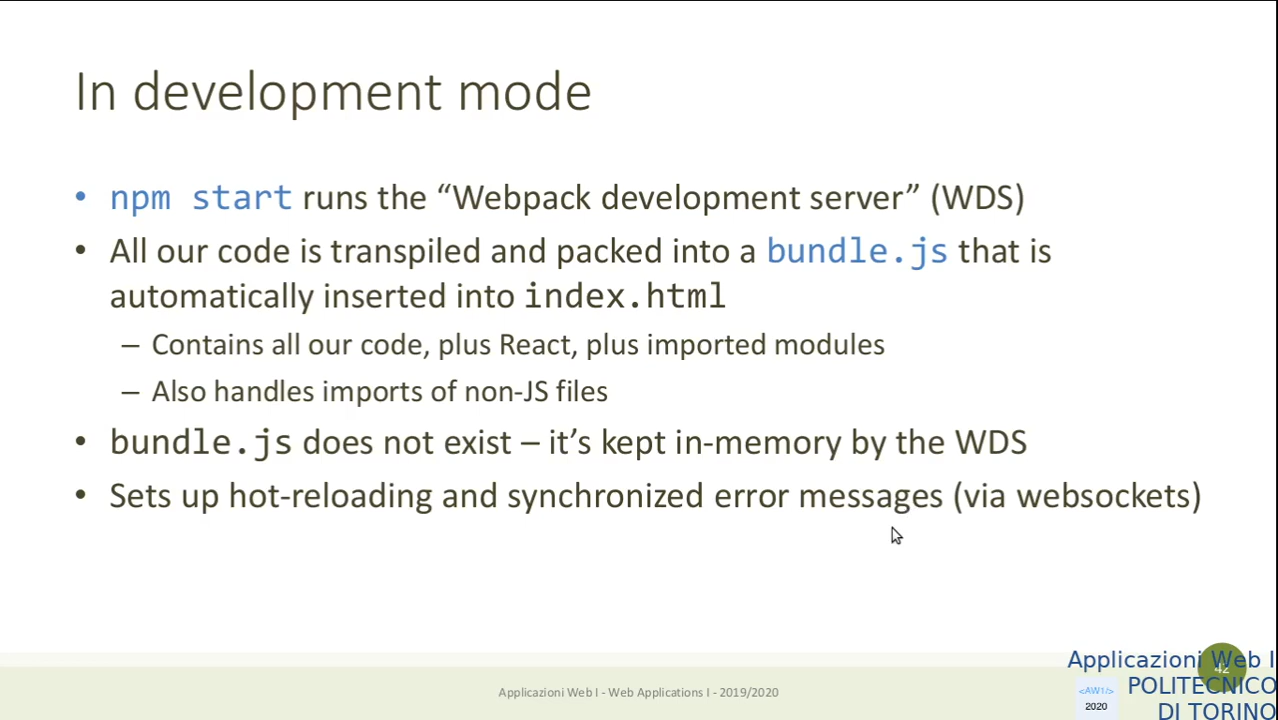 In development mode
• npm start runs the “Webpack development server” (WDS)
• All our code is transpiled and packed into a bundle.js that is
automatically inserted into index.html
– Contains all our code, plus React, plus imported modules
– Also handles imports of non-JS files
• bundle.js does not exist – it’s kept in-memory by the WDS
• Sets up hot-reloading and synchronized error messages (via websockets)
Applicazioni Web I - Web Applications I - 2019/2020
42
Applicazioni Web I
POLITECNICO
DI TORINO
<AW1/>
2020